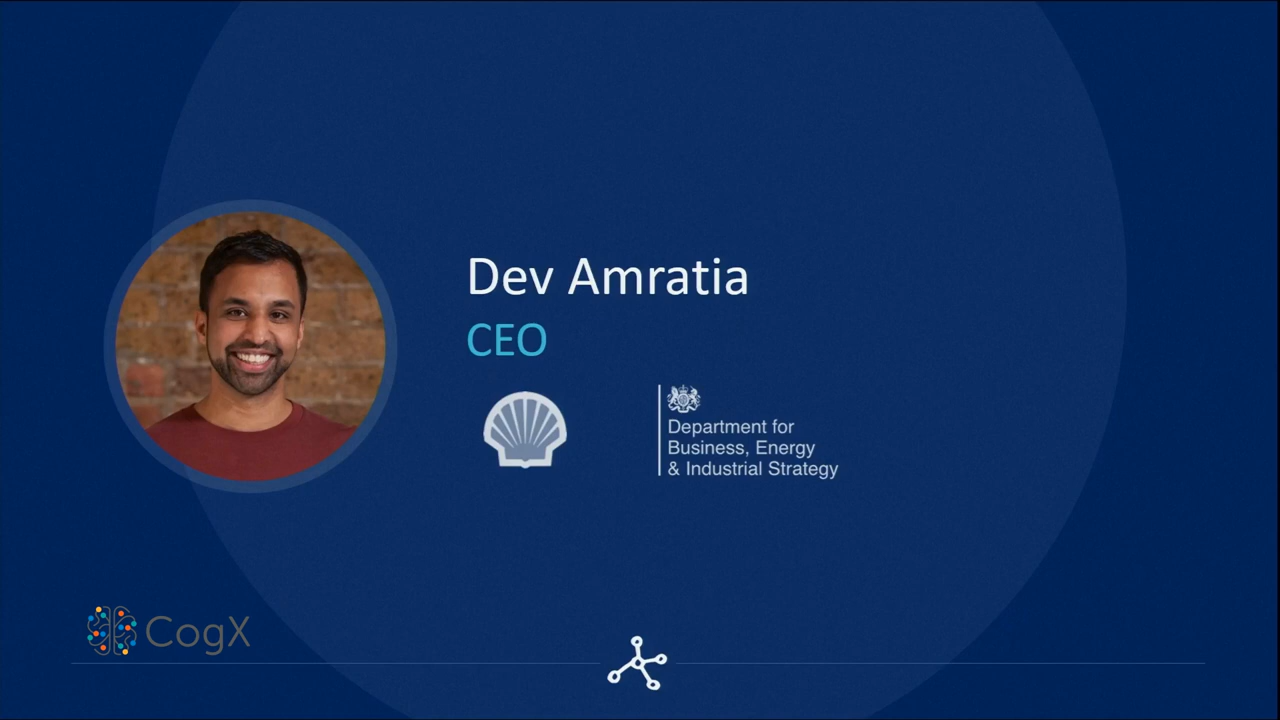 Dev Amratia
CEO
Department for
Business, Energy
& Industrial Strategy
CogX